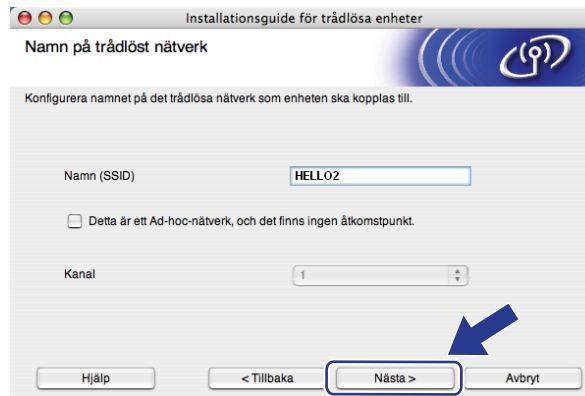 Installationsguide för trådlösa enheter
Namn på trådlöst nätverk
Konfigurera namnet på det trådlösa nätverk som enheten ska kopplas till.
Namn (SSID)
HELLO2
Detta är ett Ad-hoc-nätverk, och det finns ingen åtkomstpunkt.
Kanal
1
Hjälp
< Tillbaka
Nästa >
Avbryt